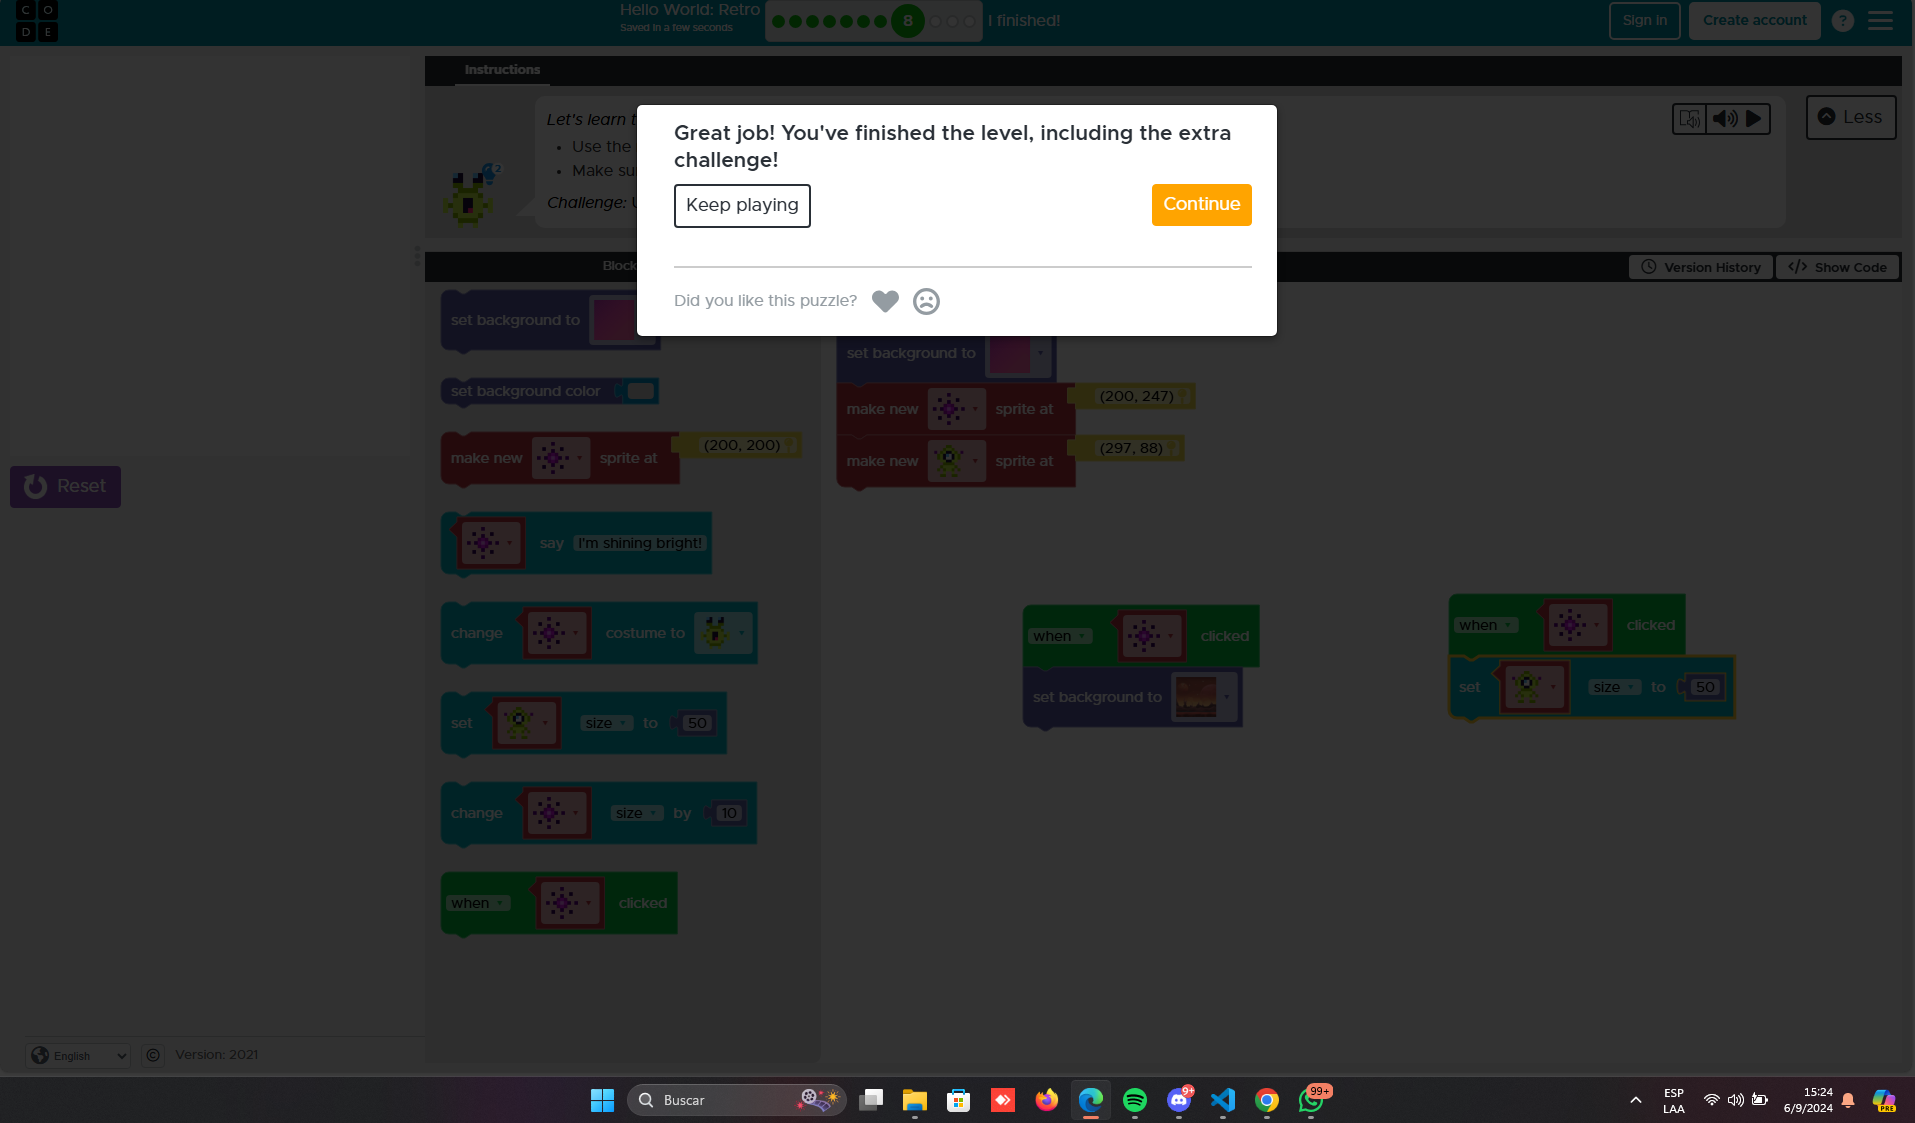 C O
D E
Hello World: Retro
Saved in a few seconds
8
I finished!
Sign in
Create account
?
Instructions
Let's learn t
Use the
Make su
2
Challenge: U
Less
Great job! You've finished the level, including the extra
challenge!
Keep playing
Continue
Did you like this puzzle?
Block
Version History
</> Show Code
set background to
set background color
make new sprite at (200, 200)
say I'm shining bright!
change costume to
set size to 50
change size by 10
when clicked
set background to
make new sprite at (200, 247)
make new sprite at (297, 88)
when clicked
set background to
when clicked
set size to 50
Reset
English
©
Version: 2021
Buscar
9+
99+
ESP
LAA
15:24
6/9/2024
PRE